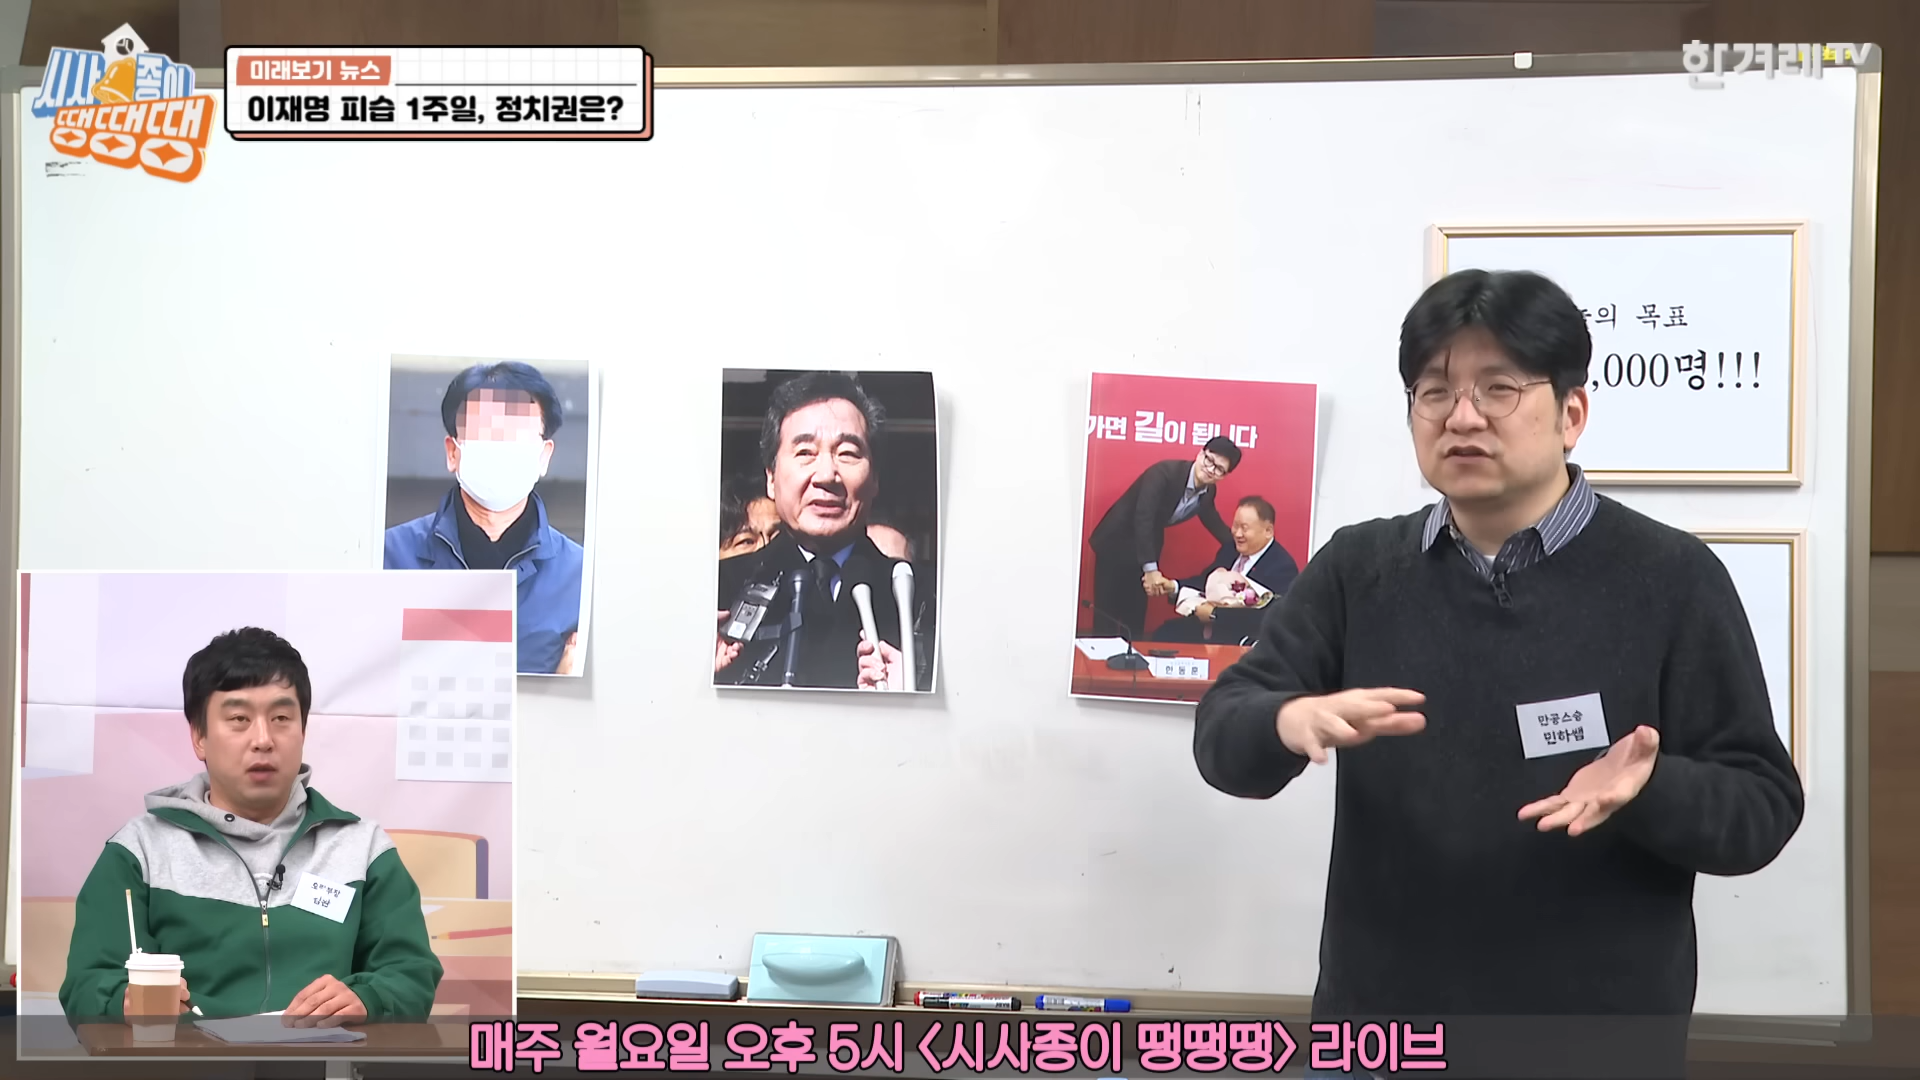 시사종이
땡땡땡
미래보기 뉴스
이재명 피습 1주일, 정치권은?
한겨레TV
의 목표
,000명!!!
가면 길이 됩니다
한동훈
만공스승
민하쌤
매주 월요일 오후 5시 <시사종이 땡땡땡> 라이브